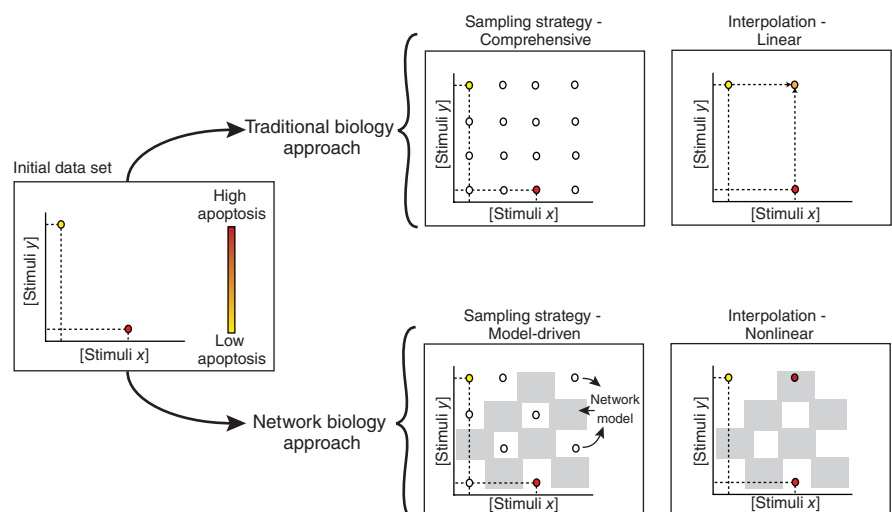 Sampling strategy -
Comprehensive
Interpolation -
Linear
Traditional biology
approach
[Stimuli y]
[Stimuli x]
[Stimuli y]
[Stimuli x]
Initial data set
High
apoptosis
[Stimuli y]
Low
apoptosis
[Stimuli x]
Sampling strategy -
Model-driven
Interpolation -
Nonlinear
Network biology
approach
[Stimuli y]
Network
model
[Stimuli x]
[Stimuli y]
[Stimuli x]